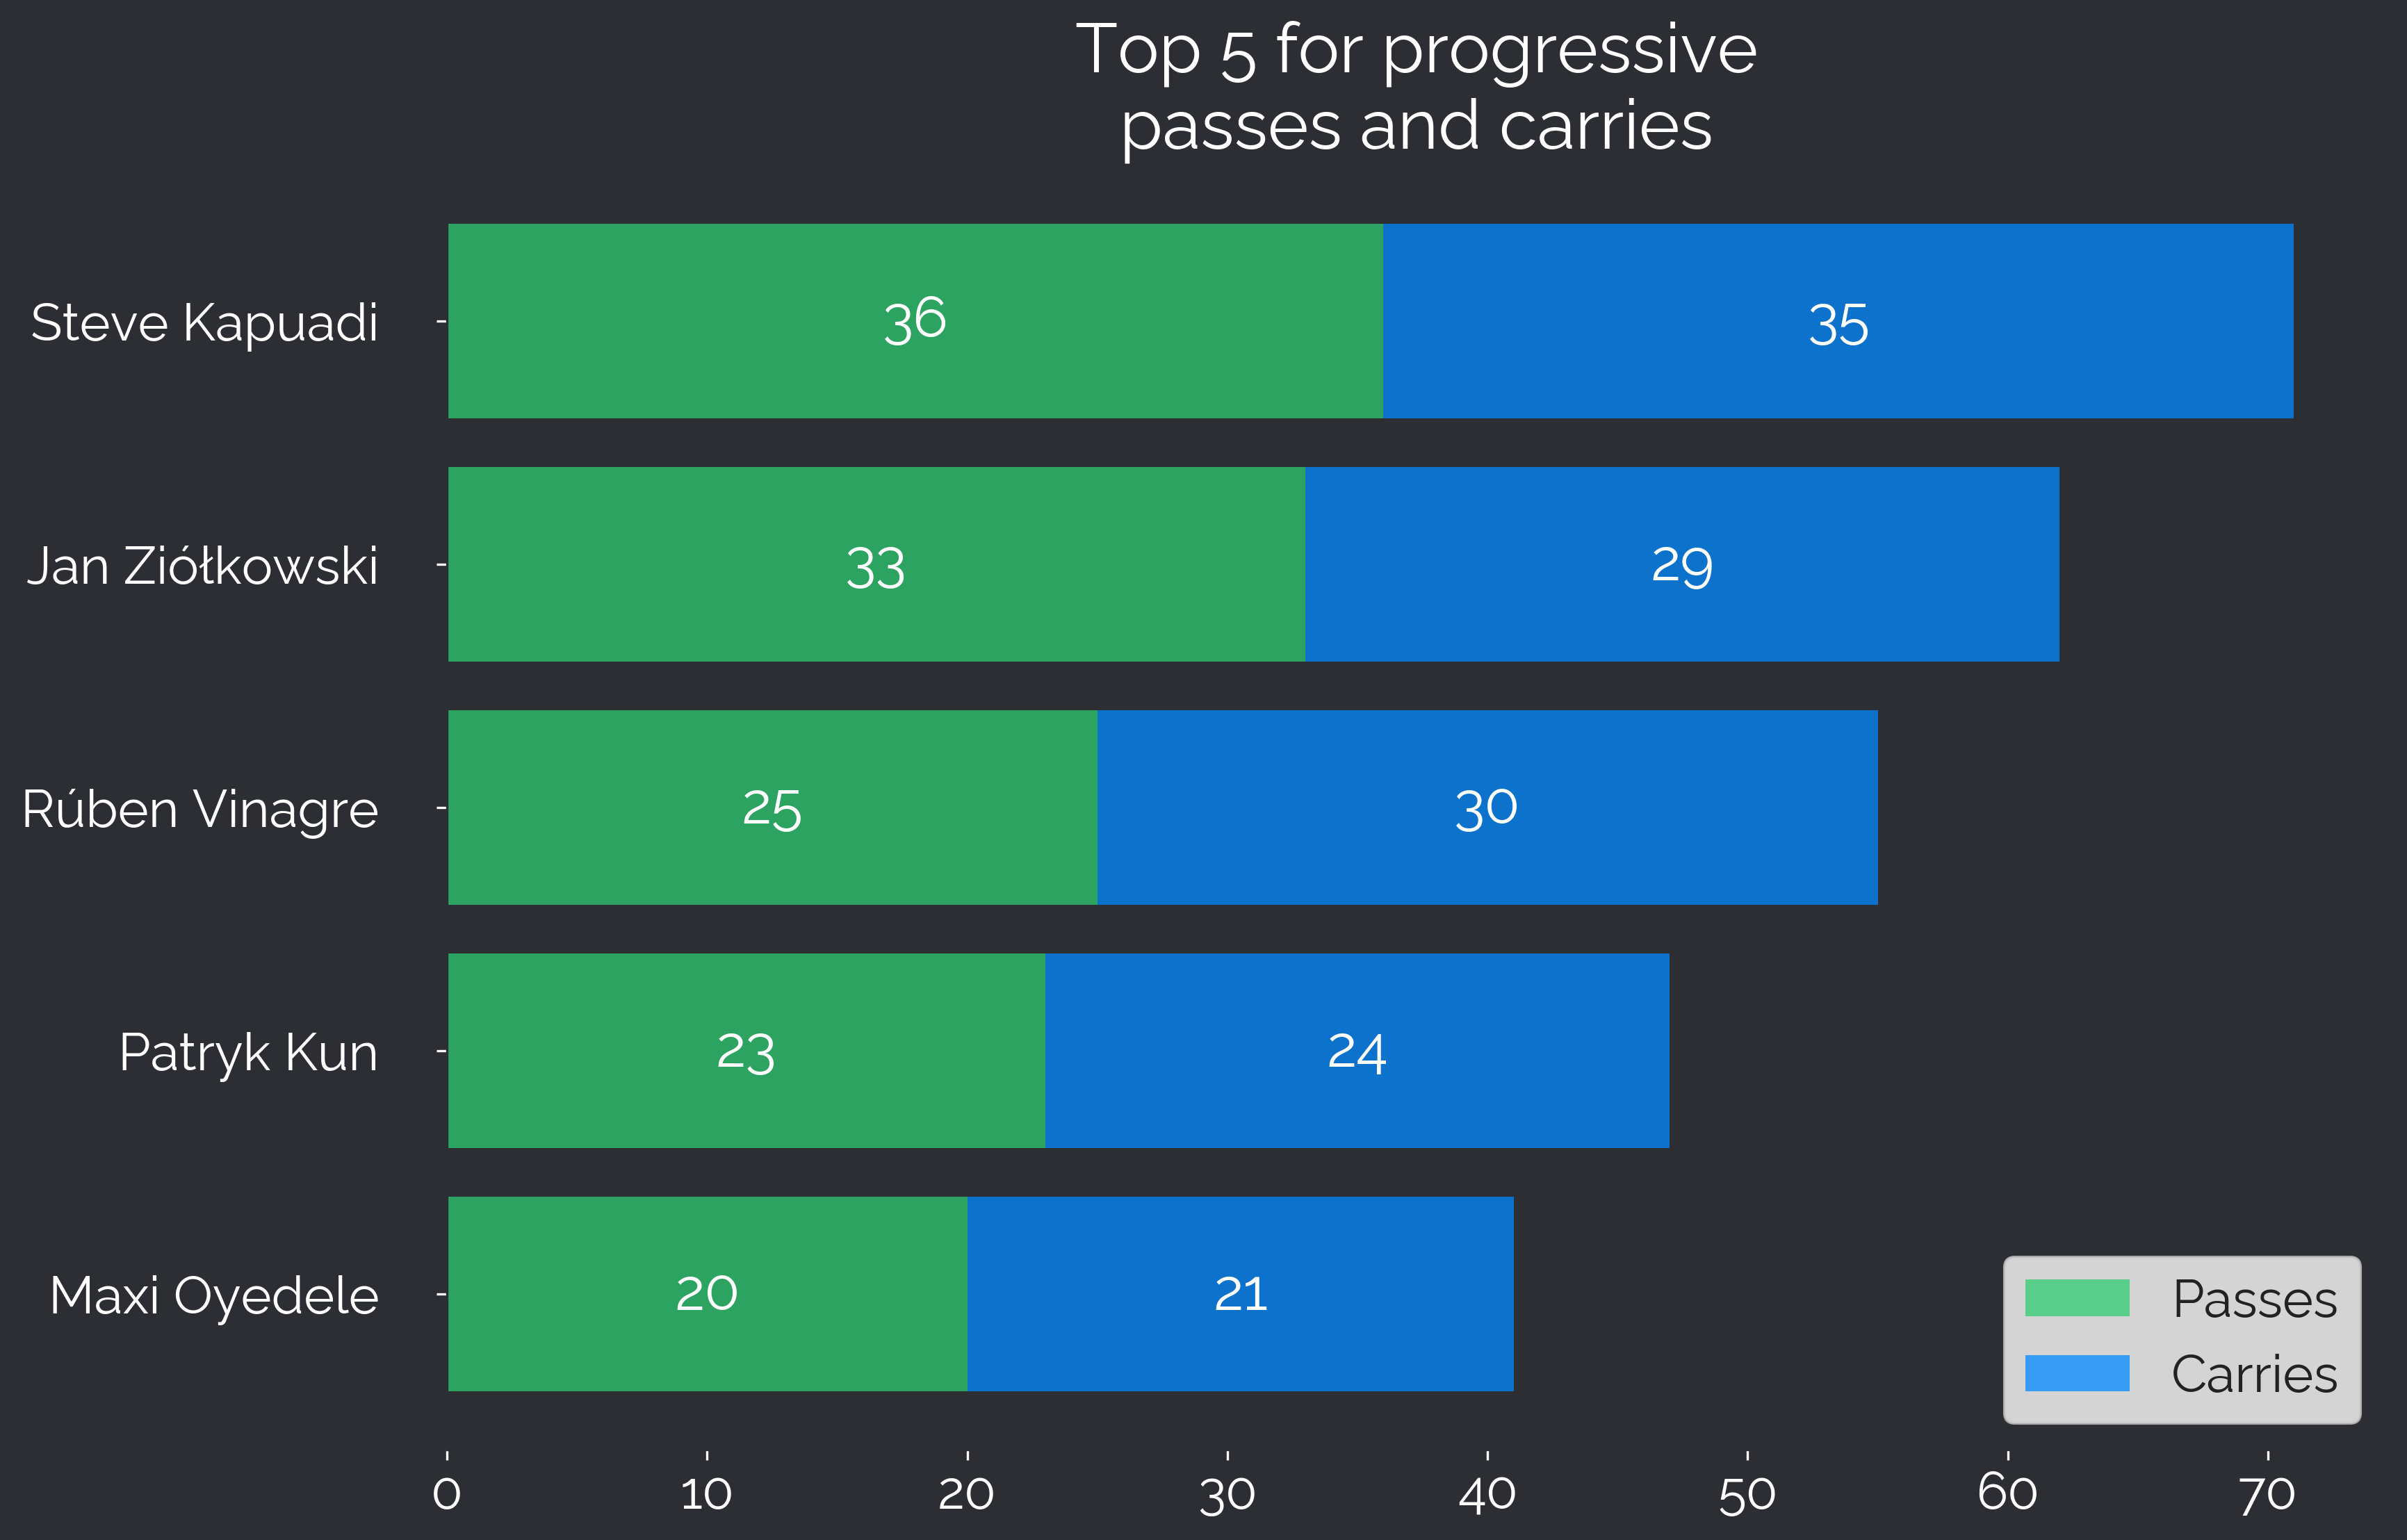 Top 5 for progressive
passes and carries
Steve Kapuadi
36
35
Jan Ziółkowski
33
29
Rúben Vinagre
25
30
Patryk Kun
23
24
Maxi Oyedele
20
21
Passes
Carries
0 10 20 30 40 50 60 70